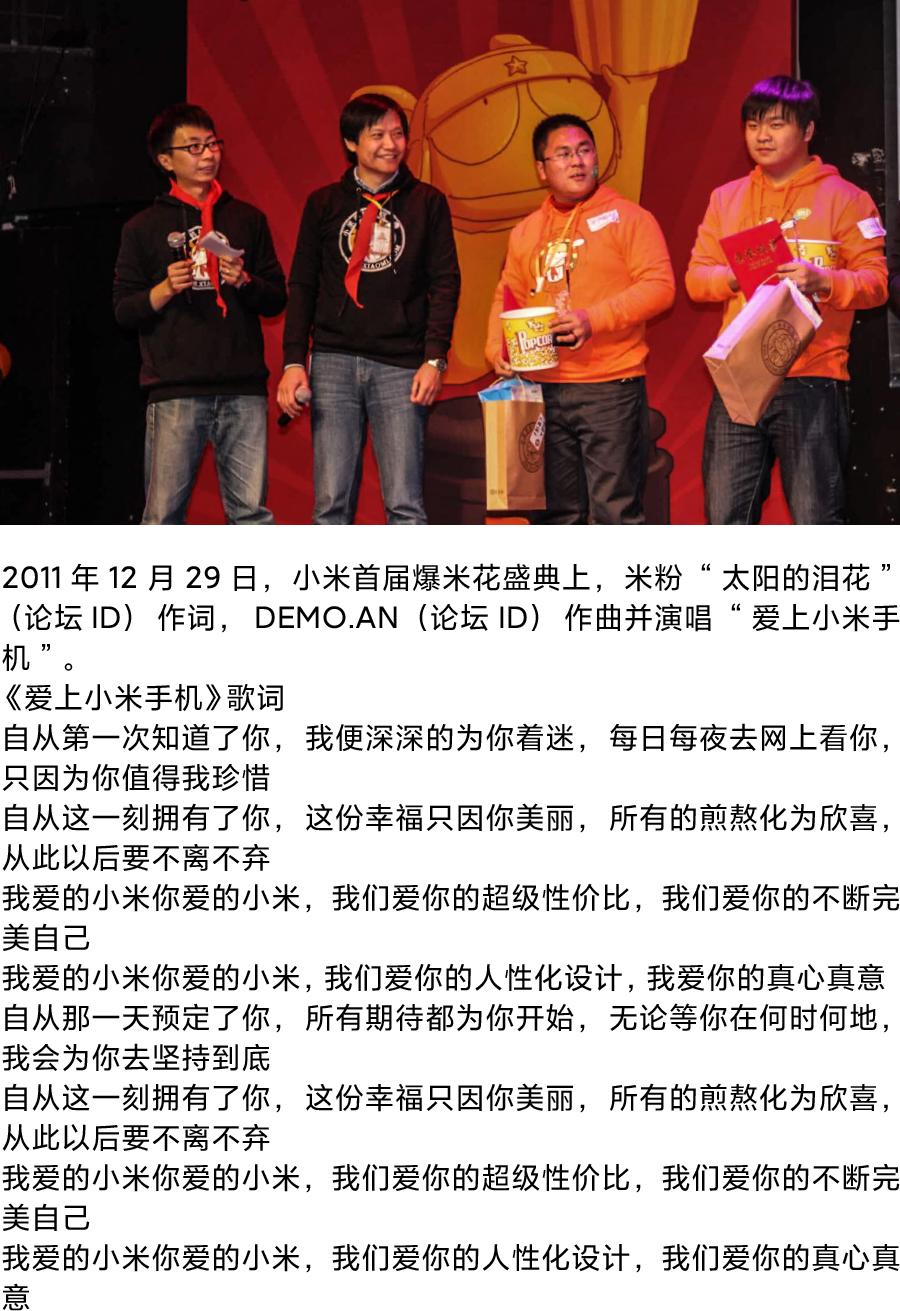 POPCORN
2011 年 12 月 29 日，小米首届爆米花盛典上，米粉“ 太阳的泪花 ”
（论坛 ID） 作词， DEMO.AN（论坛 ID） 作曲并演唱“ 爱上小米手
机 ” 。
《爱上小米手机》歌词
自从第一次知道了你，我便深深的为你着迷，每日每夜去网上看你，
只因为你值得我珍惜
自从这一刻拥有了你，这份幸福只因你美丽，所有的煎熬化为欣喜，
从此以后要不离不弃
我爱的小米你爱的小米，我们爱你的超级性价比，我们爱你的不断完
美自己
我爱的小米你爱的小米, 我们爱你的人性化设计, 我爱你的真心真意
自从那一天预定了你，所有期待都为你开始，无论等你在何时何地，
我会为你去坚持到底
自从这一刻拥有了你，这份幸福只因你美丽，所有的煎熬化为欣喜，
从此以后要不离不弃
我爱的小米你爱的小米，我们爱你的超级性价比，我们爱你的不断完
美自己
我爱的小米你爱的小米，我们爱你的人性化设计，我们爱你的真心真
意